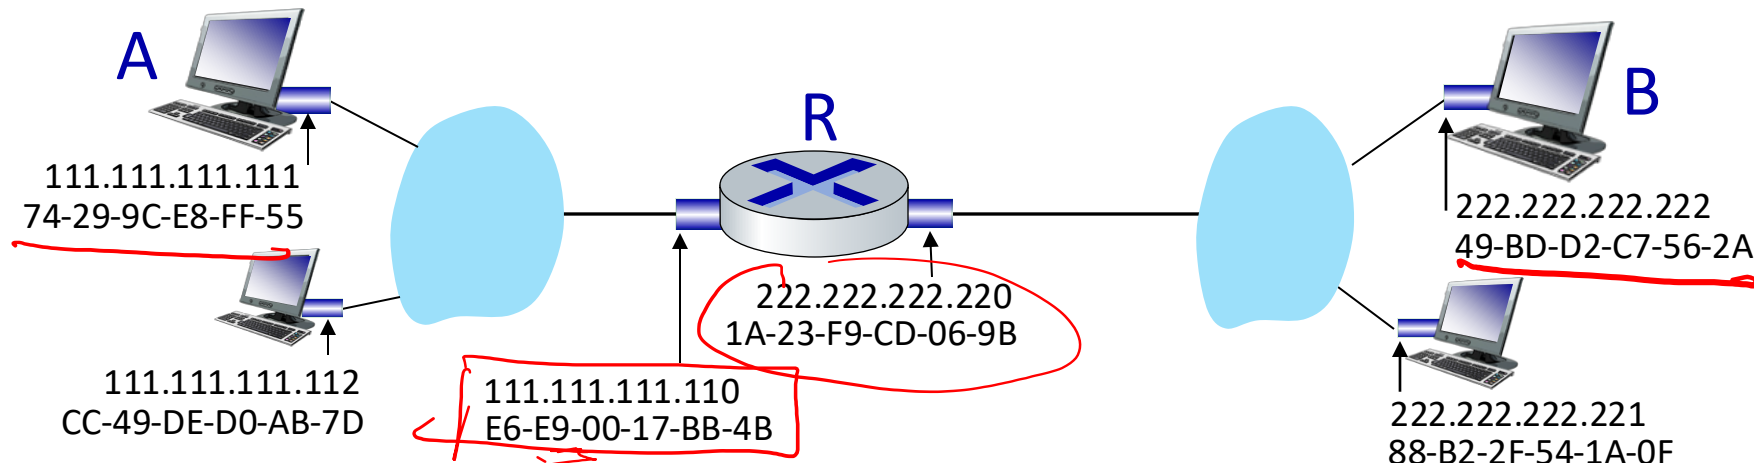 A
111.111.111.111
74-29-9C-E8-FF-55
111.111.111.112
CC-49-DE-D0-AB-7D
R
222.222.222.220
1A-23-F9-CD-06-9B
111.111.111.110
E6-E9-00-17-BB-4B
B
222.222.222.222
49-BD-D2-C7-56-2A
222.222.222.221
88-B2-2F-54-1A-0F